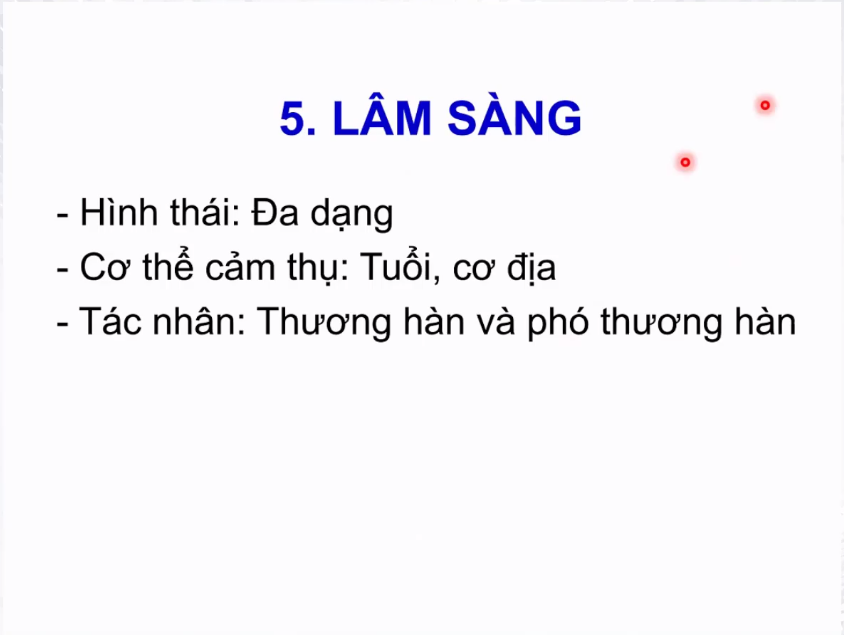 5. LÂM SÀNG
- Hình thái: Đa dạng
- Cơ thể cảm thụ: Tuổi, cơ địa
- Tác nhân: Thương hàn và phó thương hàn